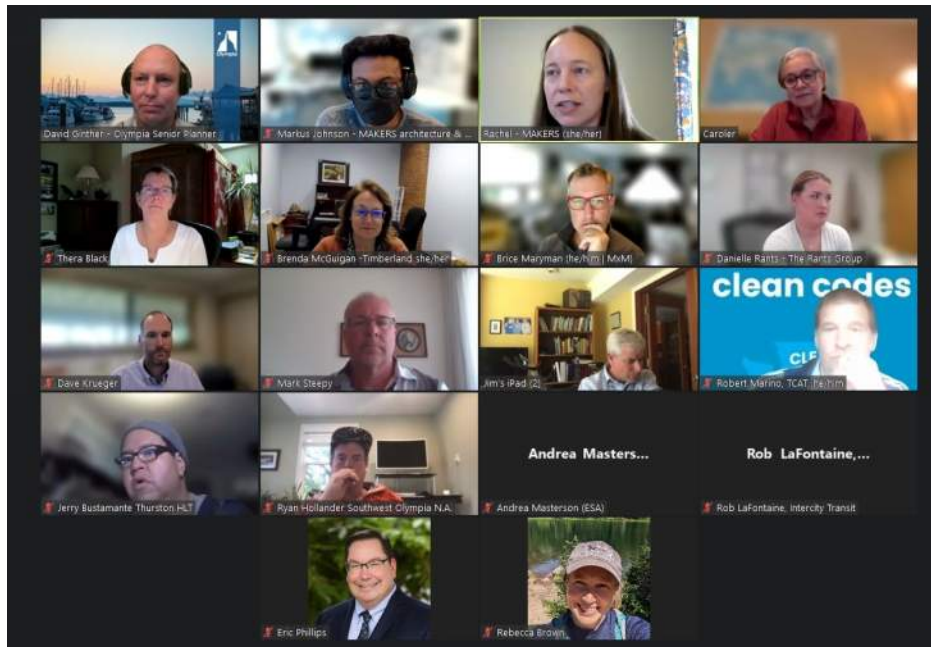 Olympia
David Ginther - Olympia Senior Planner
Markus Johnson - MAKERS architecture & ...
Rachel - MAKERS (she/her)
Caroler
Thera Black
Brenda McGuigan -Timberland she/her
Brice Maryman (he/him | MxM)
Danielle Rants - The Rants Group
clean codes
Dave Krueger
Mark Steepy
Jim's iPad (2)
Robert Marino, TCAT, he/him
Andrea Masters...
Rob LaFontaine,...
Jerry Bustamante Thurston HLT
Ryan Hollander Southwest Olympia N.A.
Andrea Masterson (ESA)
Rob LaFontaine, Intercity Transit
Eric Phillips
Rebecca Brown